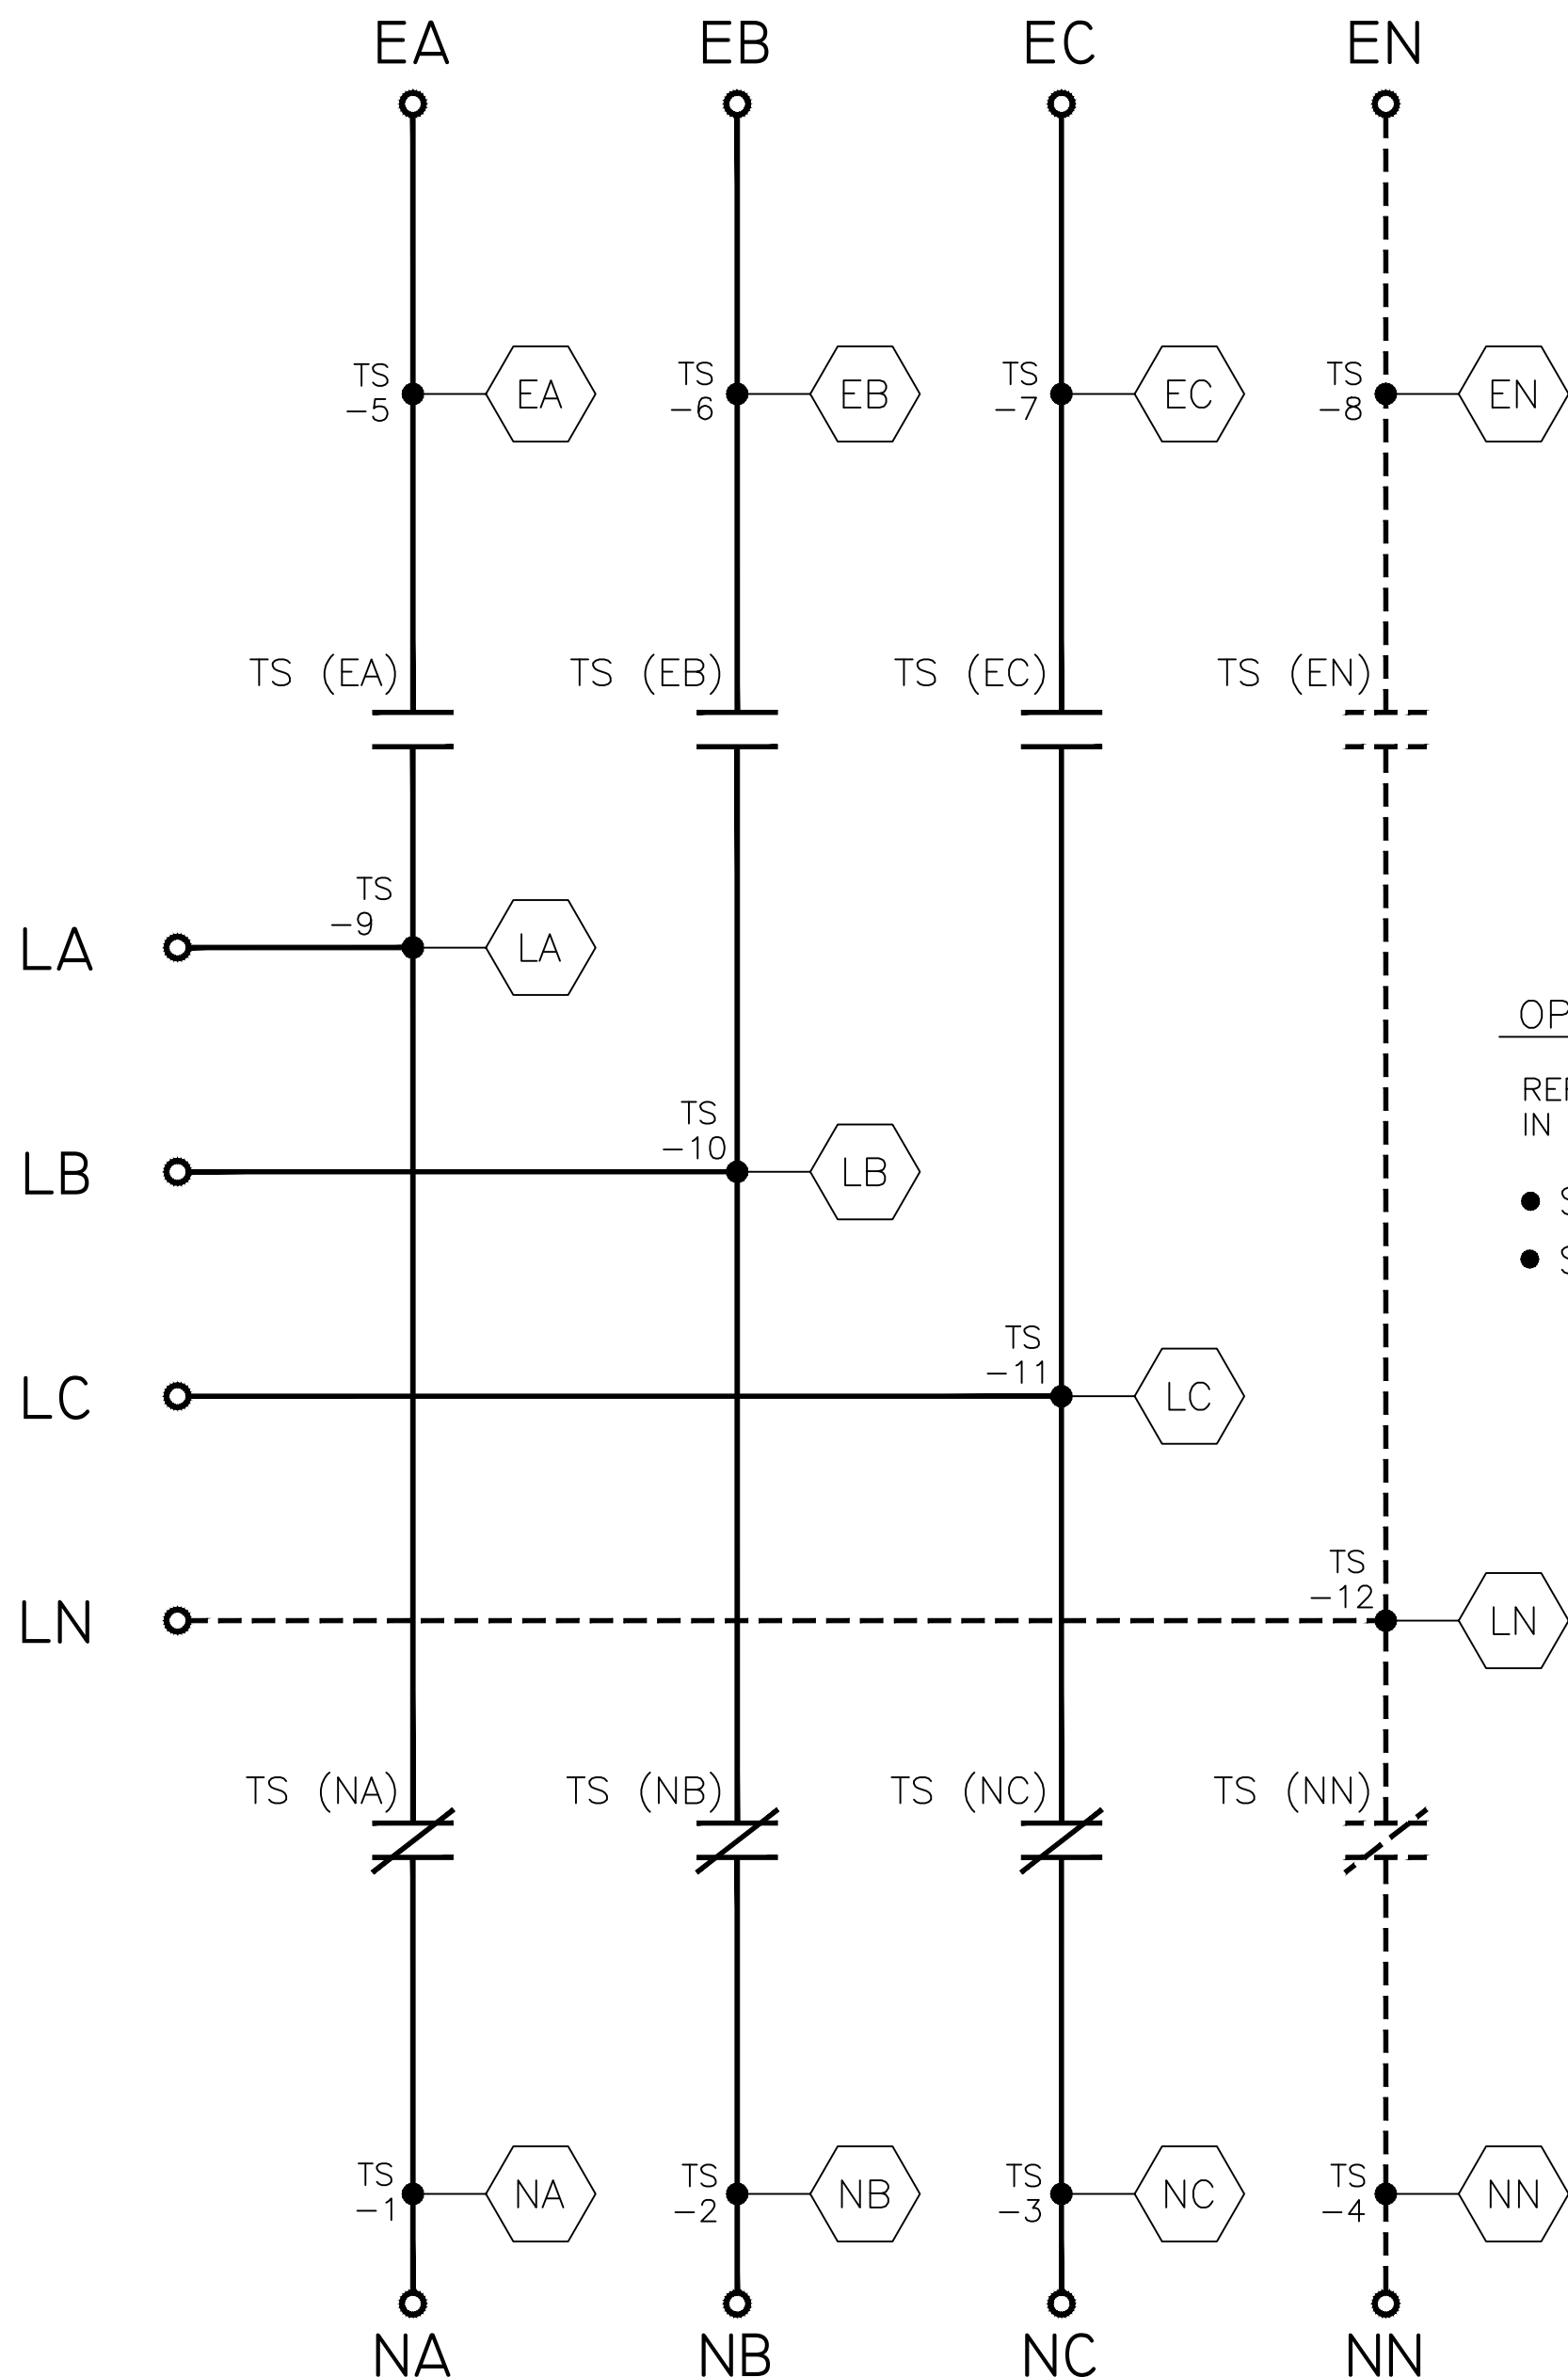 EA EB EC EN
TS TS TS TS
-5 EA -6 EB -7 EC -8 EN
TS (EA) TS (EB) TS (EC) TS (EN)
TS
-9
LA LA
OP
TS
-10
LB LB
IN
TS
-11
LC LC
TS
-12
LN LN
TS (NA) TS (NB) TS (NC) TS (NN)
TS TS TS TS
-1 NA -2 NB -3 NC -4 NN
NA NB NC NN